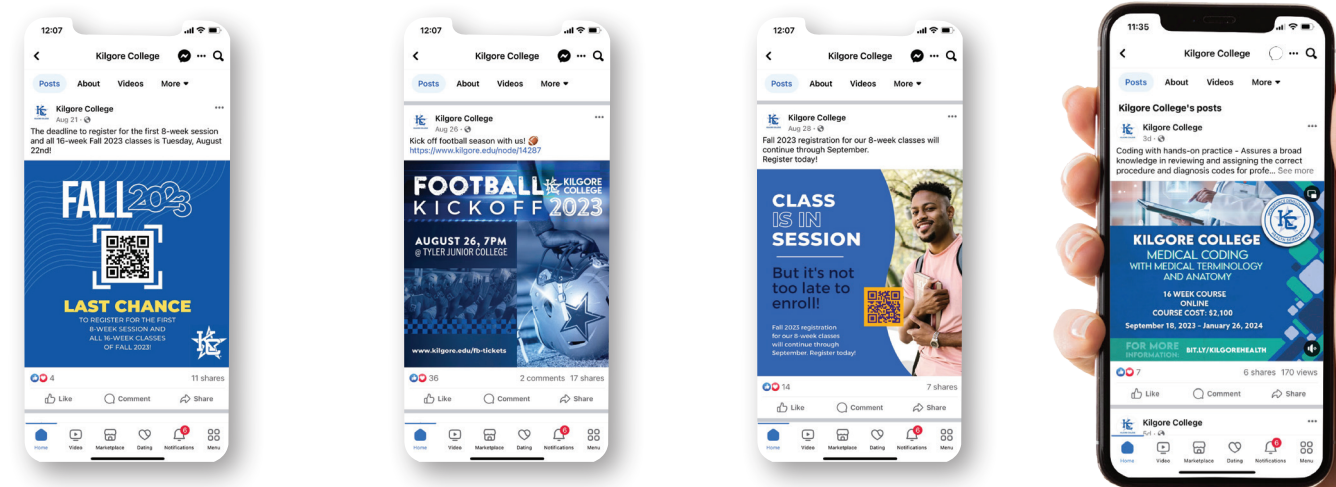 12:07
Kilgore College
Posts About Videos More
Kilgore College
Aug 21 ·
The deadline to register for the first 8-week session
and all 16-week Fall 2023 classes is Tuesday, August
22nd!
FALL 2023
LAST CHANCE
TO REGISTER FOR THE FIRST
8-WEEK SESSION AND
ALL 16-WEEK CLASSES
OF FALL 2023!
KC
4 11 shares
Like Comment Share
6
Home Video Marketplace Dating Notifications Menu
12:07
Kilgore College
Posts About Videos More
Kilgore College
Aug 26 ·
Kick off football season with us! 🏈
https://www.kilgore.edu/node/14287
FOOTBALL KC KILGORE
COLLEGE
KICKOFF 2023
AUGUST 26, 7PM
@ TYLER JUNIOR COLLEGE
www.kilgore.edu/fb-tickets
36 2 comments 17 shares
Like Comment Share
6
Home Video Marketplace Dating Notifications Menu
12:07
Kilgore College
Posts About Videos More
Kilgore College
Aug 28 ·
Fall 2023 registration for our 8-week classes will
continue through September.
Register today!
CLASS
IS IN
SESSION
But it's not
too late to
enroll!
Fall 2023 registration
for our 8-week classes
will continue through
September. Register today!
14 7 shares
Like Comment Share
6
Home Video Marketplace Dating Notifications Menu
11:35
Kilgore College
Posts About Videos More
Kilgore College's posts
Kilgore College
3d ·
Coding with hands-on practice - Assures a broad
knowledge in reviewing and assigning the correct
procedure and diagnosis codes for profe... See more
KC
KILGORE COLLEGE
MEDICAL CODING
WITH MEDICAL TERMINOLOGY
AND ANATOMY
16 WEEK COURSE
ONLINE
COURSE COST: $2,100
September 18, 2023 – January 26, 2024
FOR MORE
INFORMATION: BIT.LY/KILGOREHEALTH
7 6 shares 170 views
Like Comment Share
Kilgore College
5d ·
6
Home Video Marketplace Dating Notifications Menu